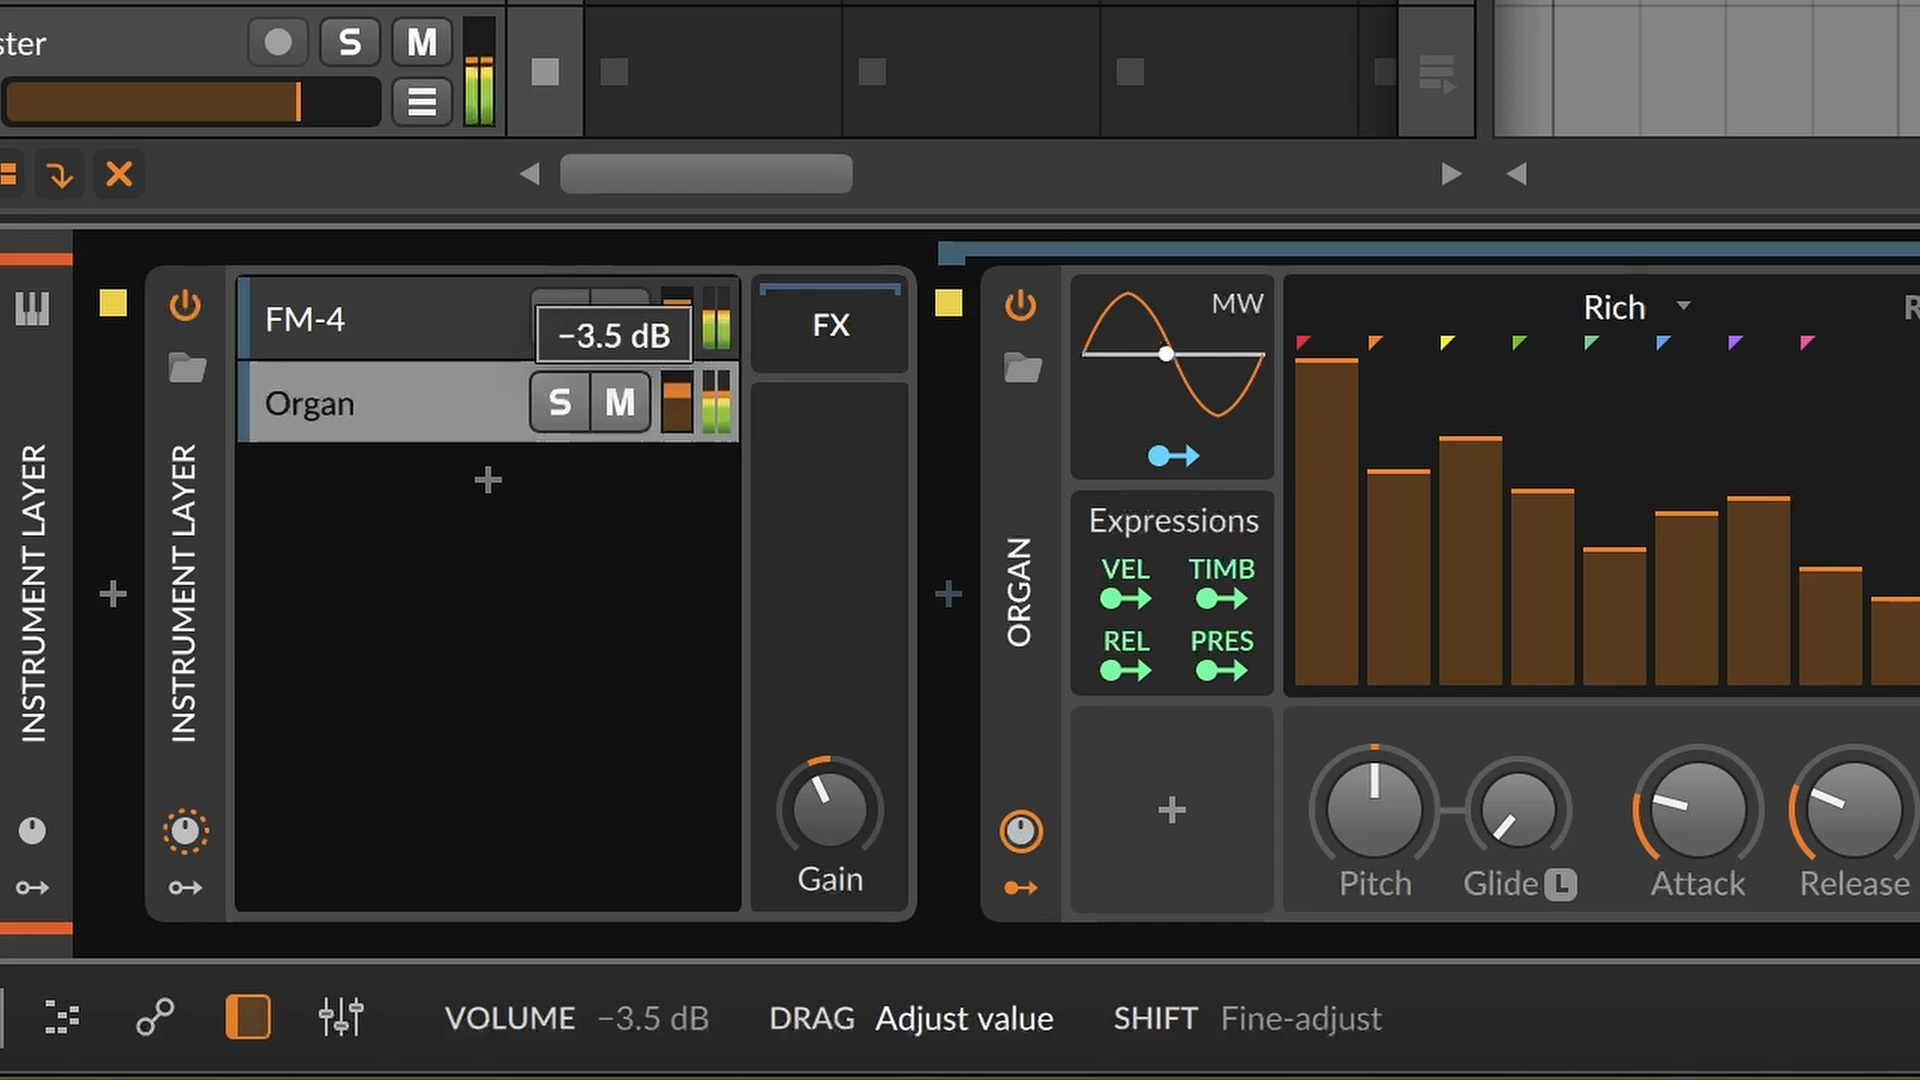 ster
S
M
FM-4
−3.5 dB
FX
MW
Rich
R
Organ
S
M
Expressions
VEL
TIMB
REL
PRES
INSTRUMENT LAYER
INSTRUMENT LAYER
ORGAN
Gain
Pitch
Glide
L
Attack
Release
VOLUME −3.5 dB DRAG Adjust value SHIFT Fine-adjust